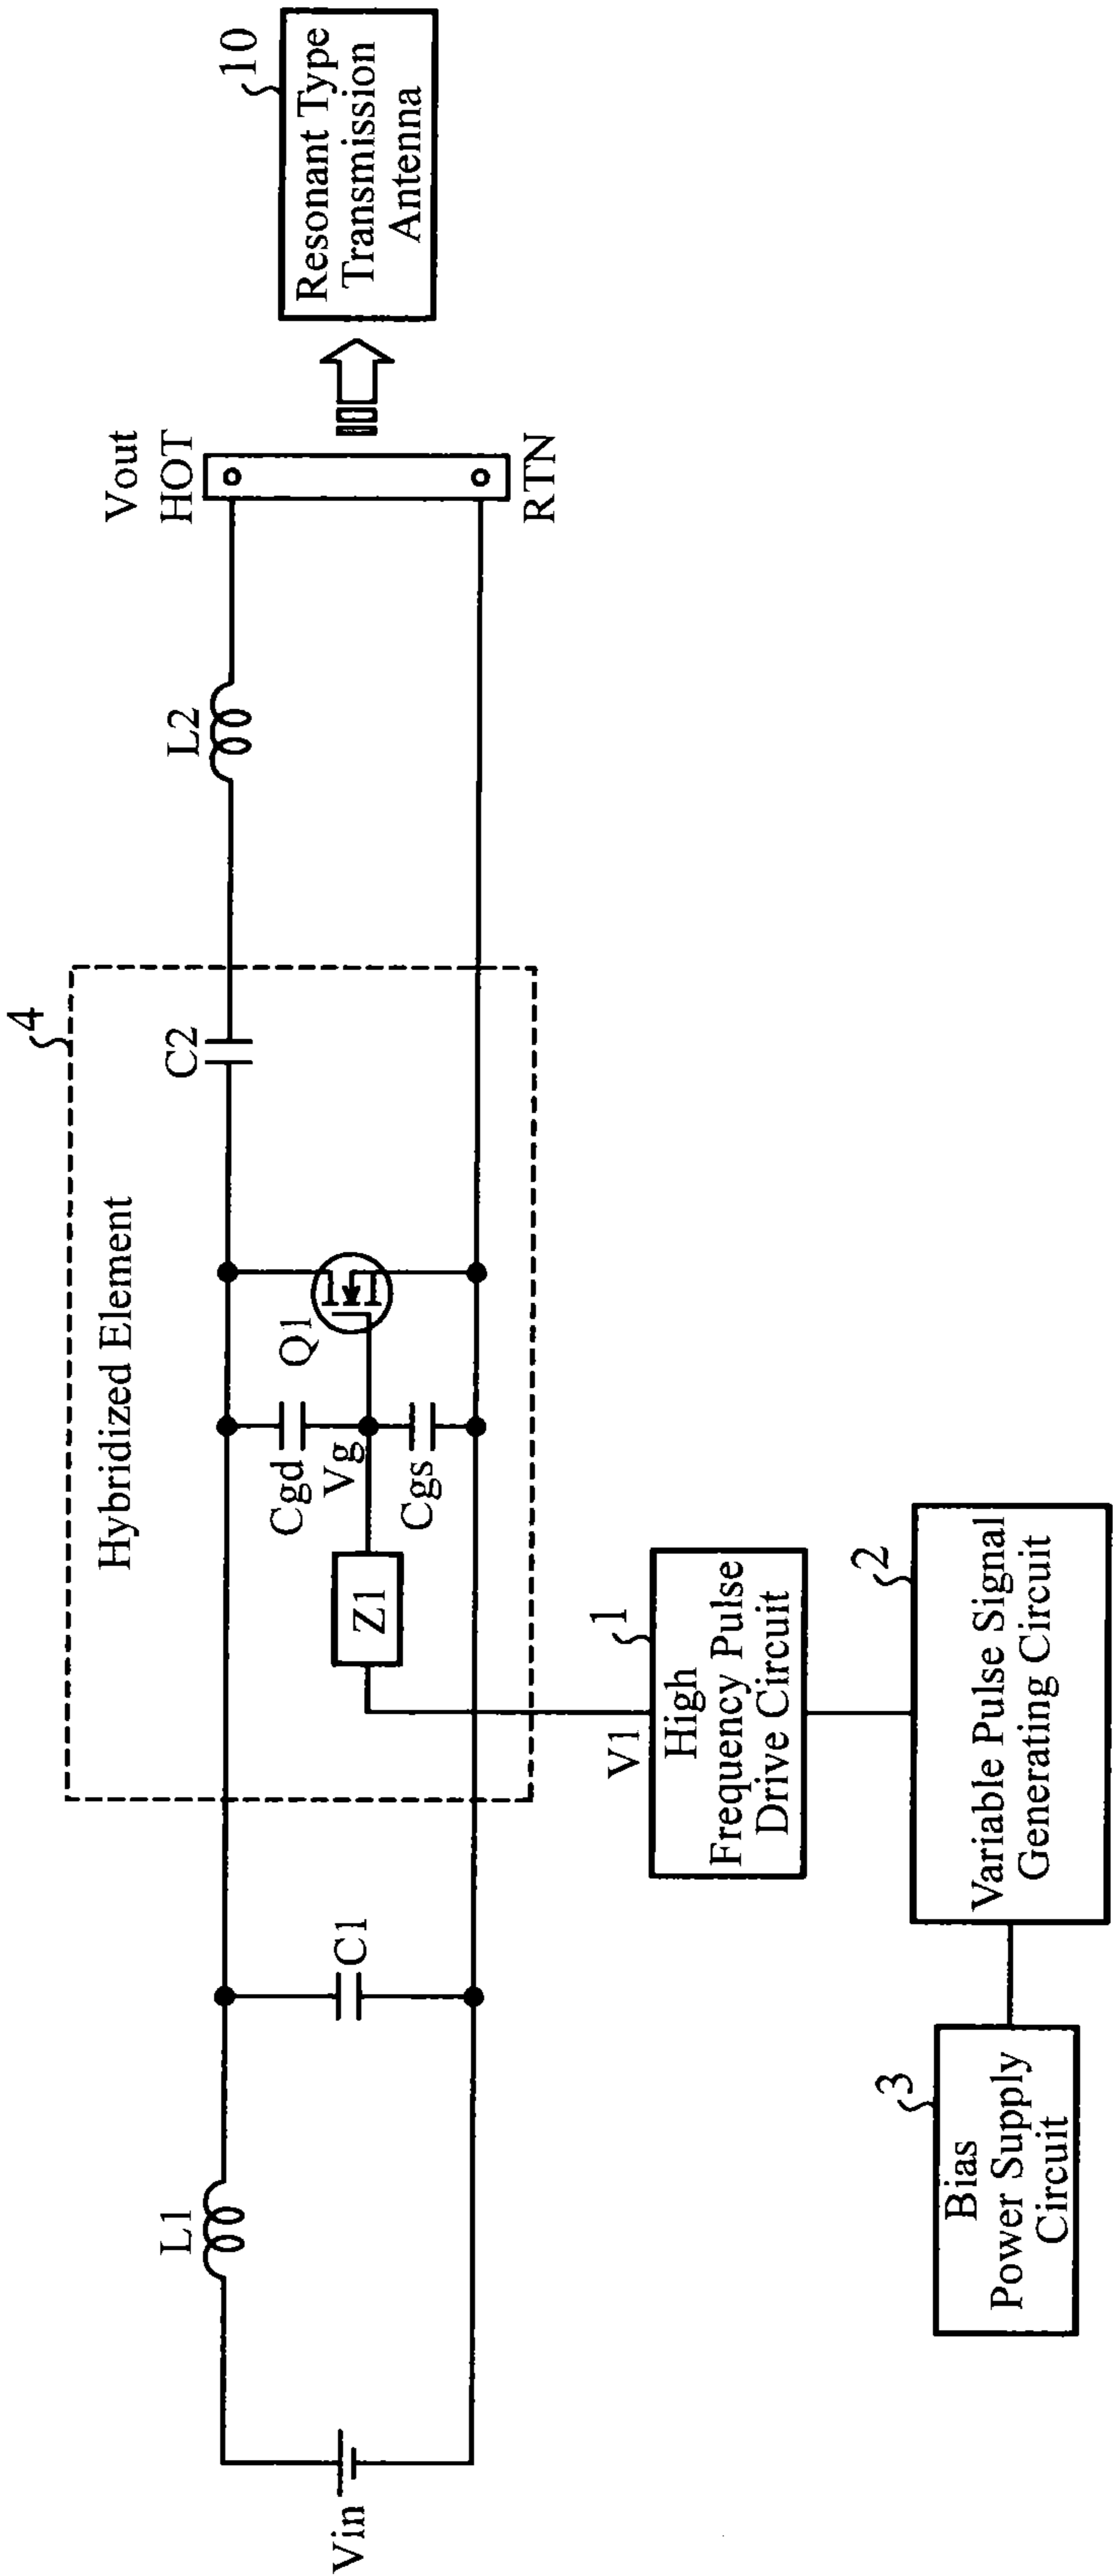 Vin
L1
C1
Hybridized Element
4
Z1
Cgd
Vg
Cgs
Q1
C2
L2
Vout
HOT
RTN
10
Resonant Type
Transmission
Antenna
V1
1
High
Frequency Pulse
Drive Circuit
2
Variable Pulse Signal
Generating Circuit
3
Bias
Power Supply
Circuit